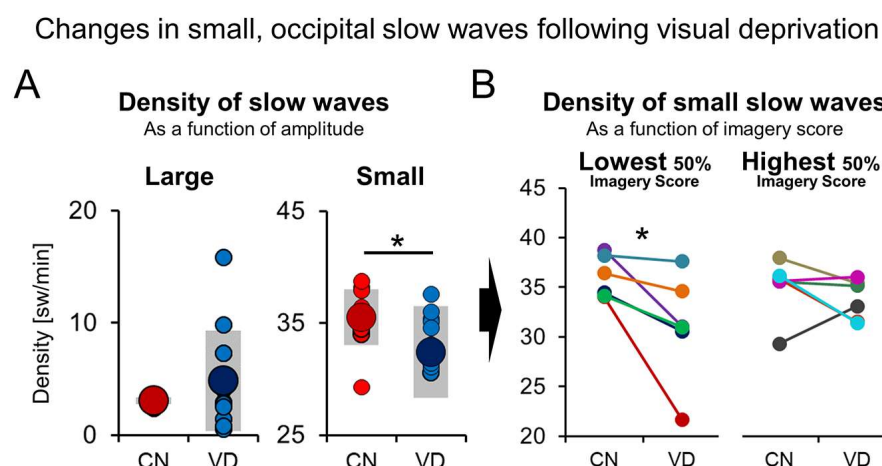 Changes in small, occipital slow waves following visual deprivation
A
Density of slow waves
As a function of amplitude
Large
Small
Density [sw/min]
20
10
0
CN
VD
45
35
25
*
CN
VD
B
Density of small slow waves
As a function of imagery score
Lowest 50%
Imagery Score
Highest 50%
Imagery Score
45
40
35
30
25
20
*
CN
VD
CN
VD